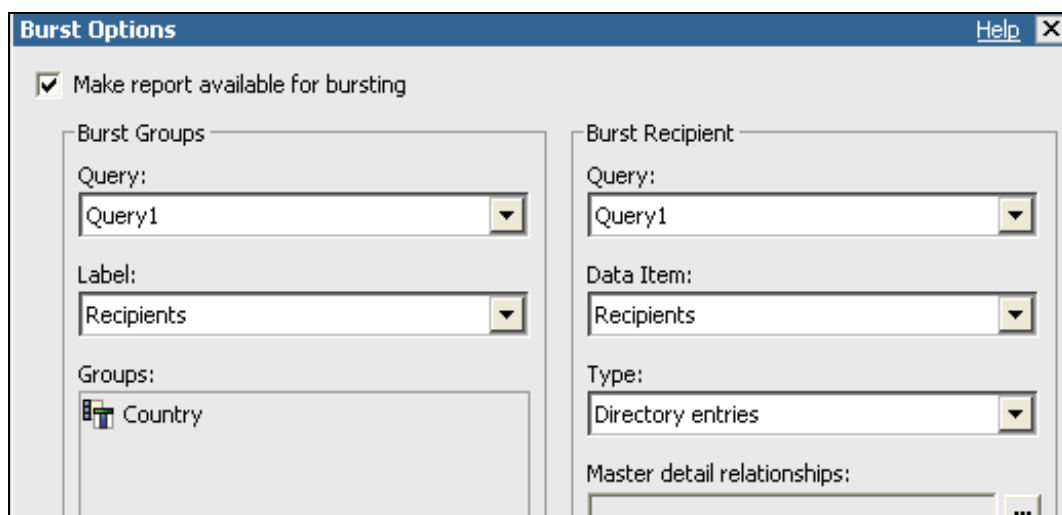 Burst Options
Help
Make report available for bursting
Burst Groups
Query:
Query1
Label:
Recipients
Groups:
Country
Burst Recipient
Query:
Query1
Data Item:
Recipients
Type:
Directory entries
Master detail relationships:
...